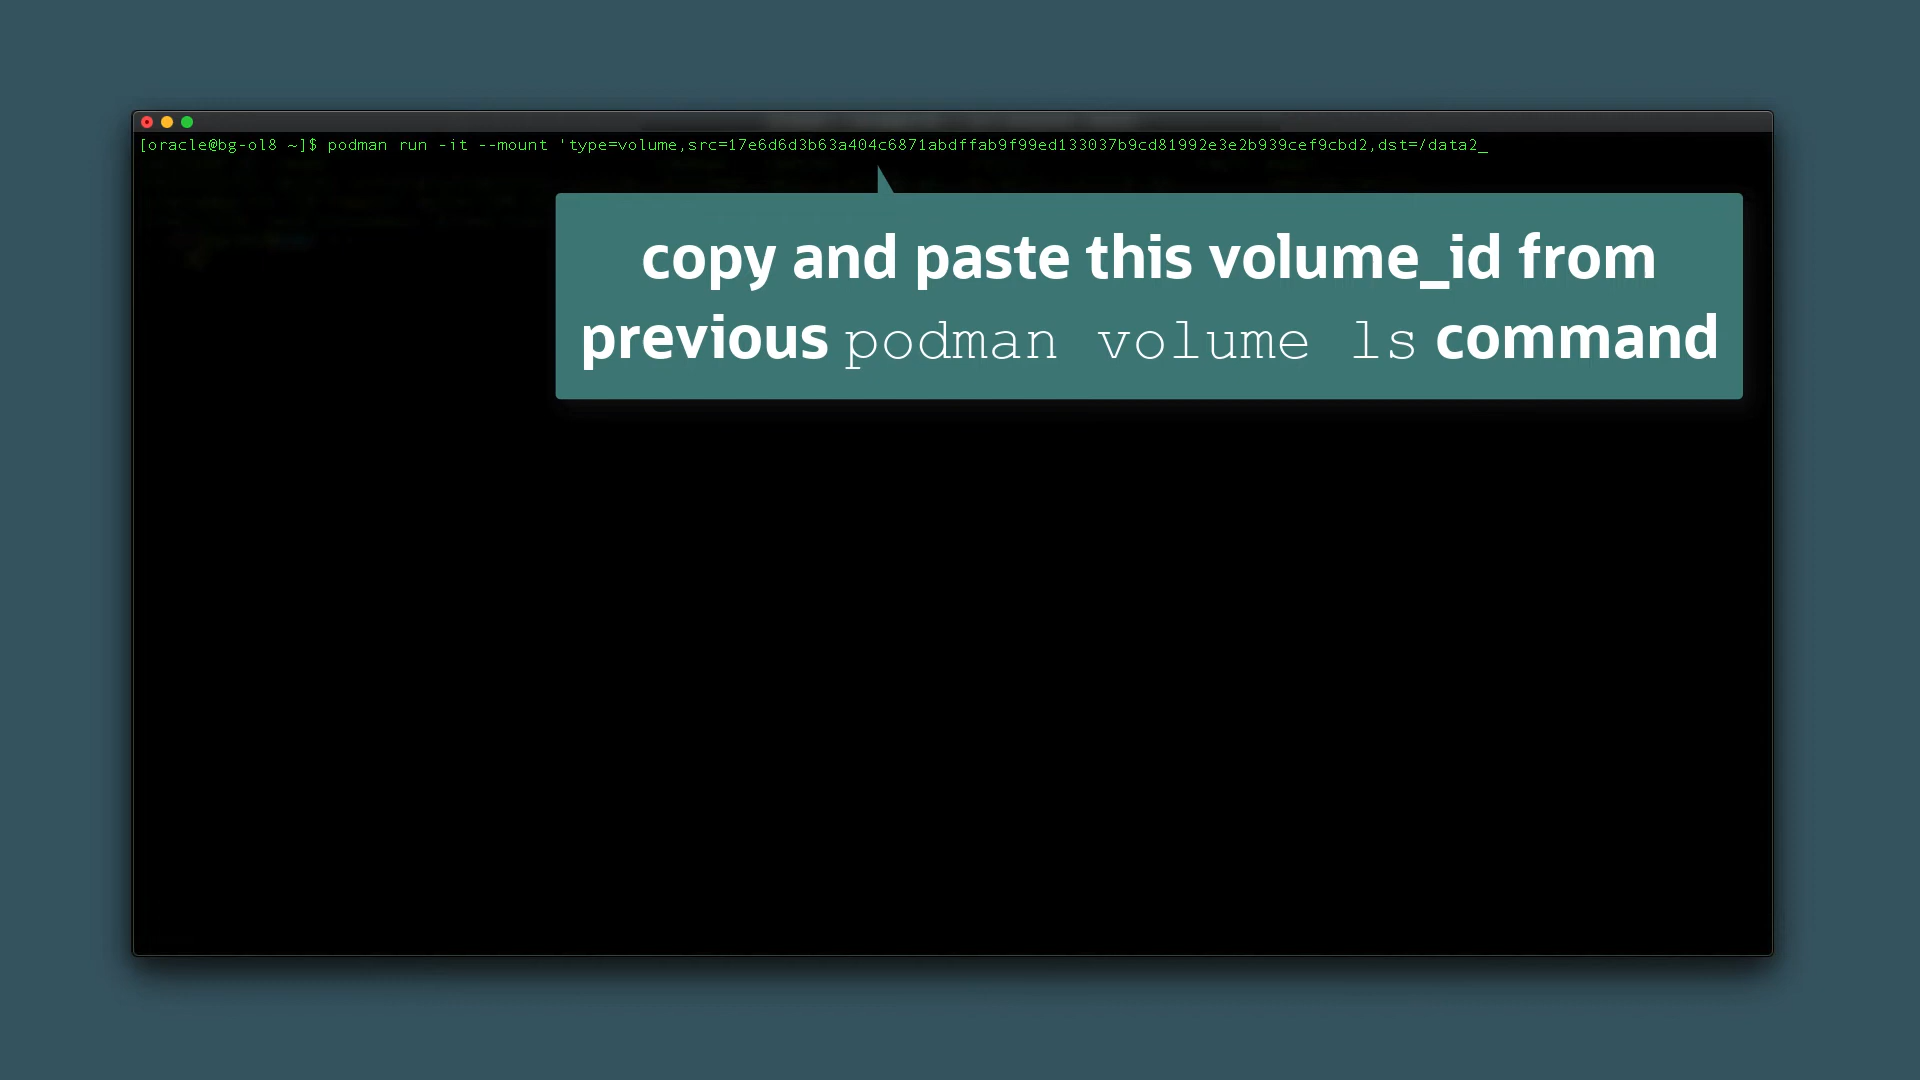 [oracle@bg-ol8 ~]$ podman run -it --mount 'type=volume,src=17e6d6d3b63a404c6871abdffab9f99ed133037b9cd81992e3e2b939cef9cbd2,dst=/data2_
copy and paste this volume_id from
previous podman volume ls command